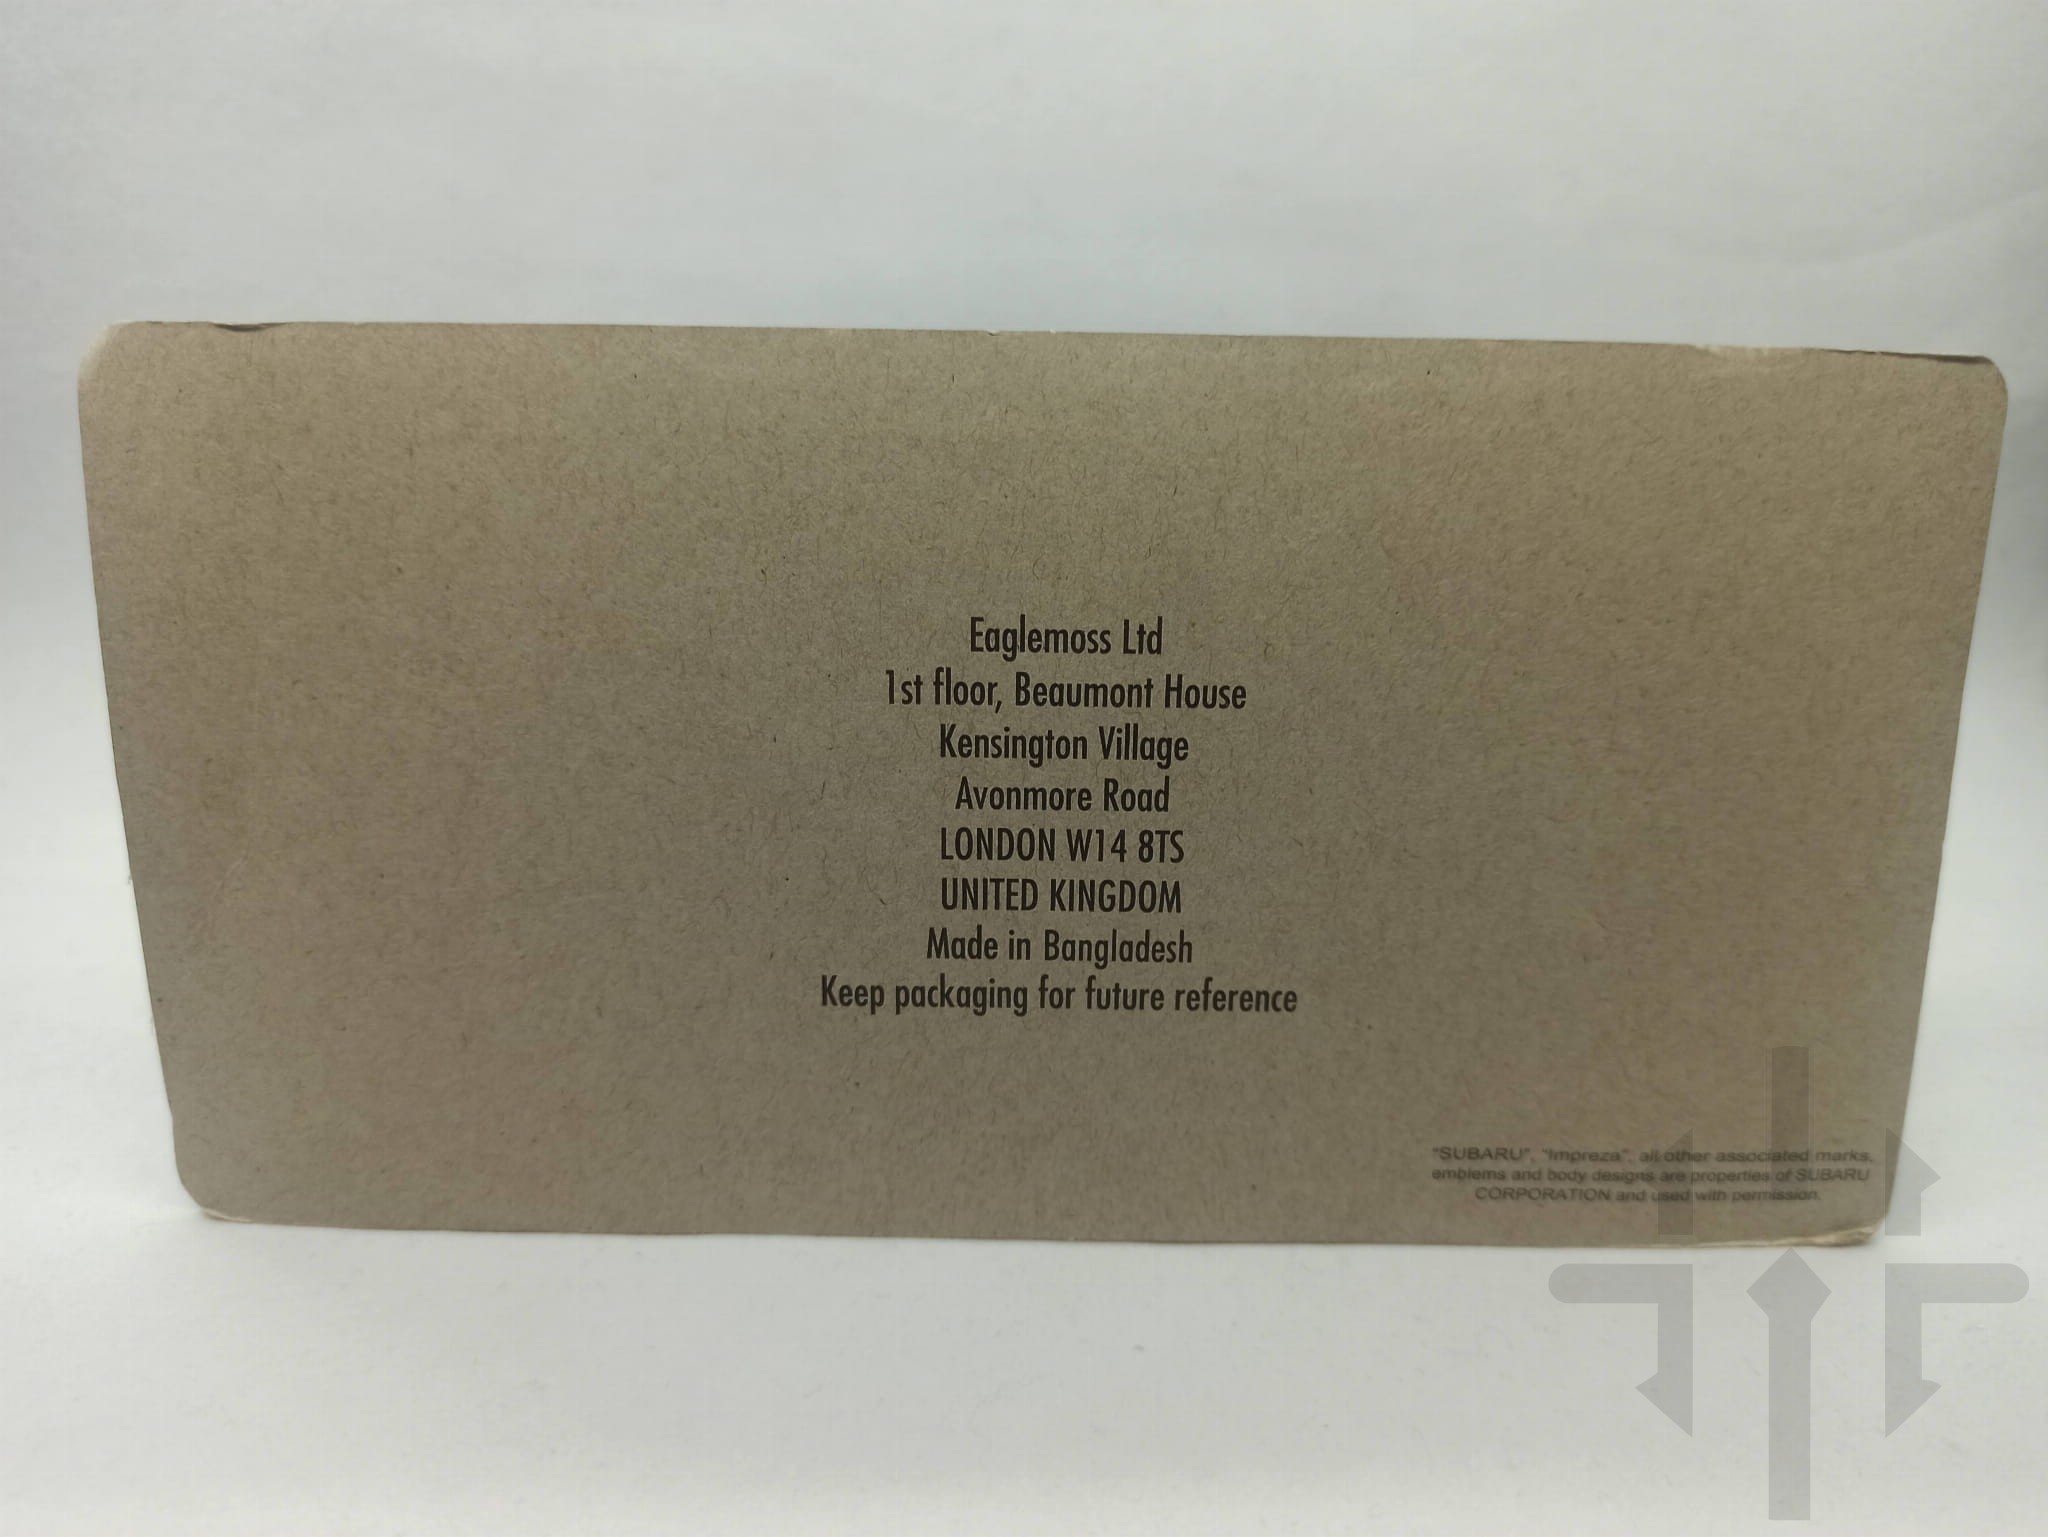 Eaglemoss Ltd
1st floor, Beaumont House
Kensington Village
Avonmore Road
LONDON W14 8TS
UNITED KINGDOM
Made in Bangladesh
Keep packaging for future reference
"SUBARU", "Impreza", all other associated marks,
emblems and body designs are properties of SUBARU
CORPORATION and used with permission.